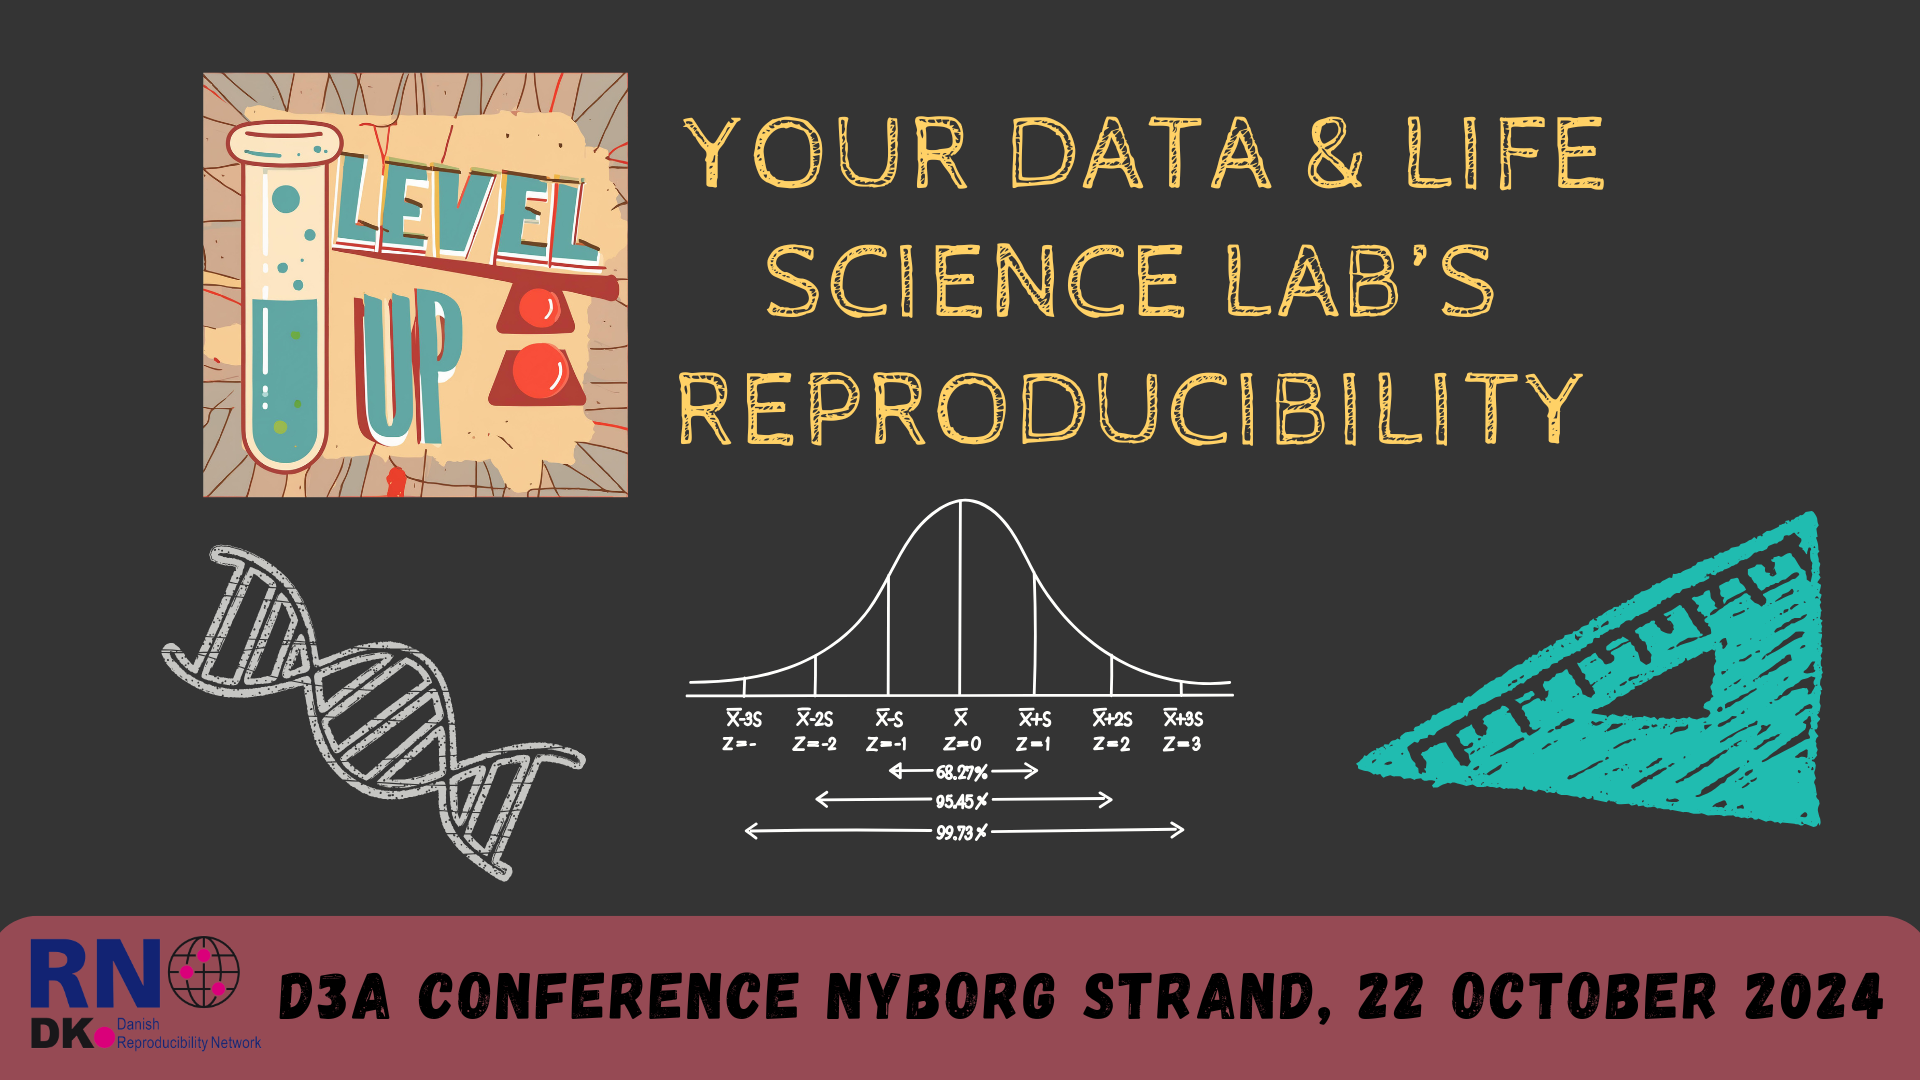 LEVEL
UP
YOUR DATA & LIFE
SCIENCE LAB'S
REPRODUCIBILITY
X̅-3S X̅-2S X̅-S X̅ X̅+S X̅+2S X̅+3S
Z=- Z=-2 Z=-1 Z=0 Z=1 Z=2 Z=3
68.27%
95.45%
99.73%
RN
DK Danish
Reproducibility Network
D3A CONFERENCE NYBORG STRAND, 22 OCTOBER 2024